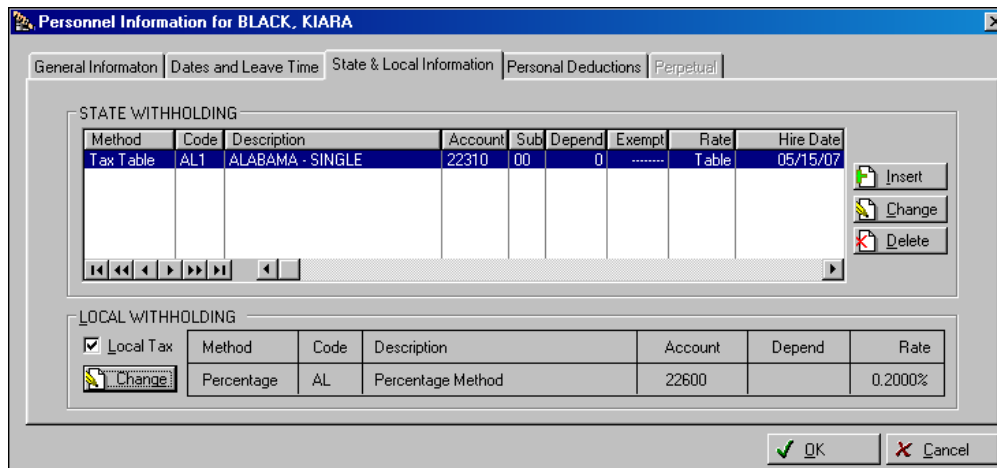 Personnel Information for BLACK, KIARA
General Informaton Dates and Leave Time State & Local Information Personal Deductions Perpetual
STATE WITHHOLDING
Method Code Description Account Sub Depend Exempt Rate Hire Date
Tax Table AL1 ALABAMA - SINGLE 22310 00 0 -------- Table 05/15/07
Insert
Change
Delete
LOCAL WITHHOLDING
Local Tax Method Code Description Account Depend Rate
Change Percentage AL Percentage Method 22600 0.2000%
OK Cancel